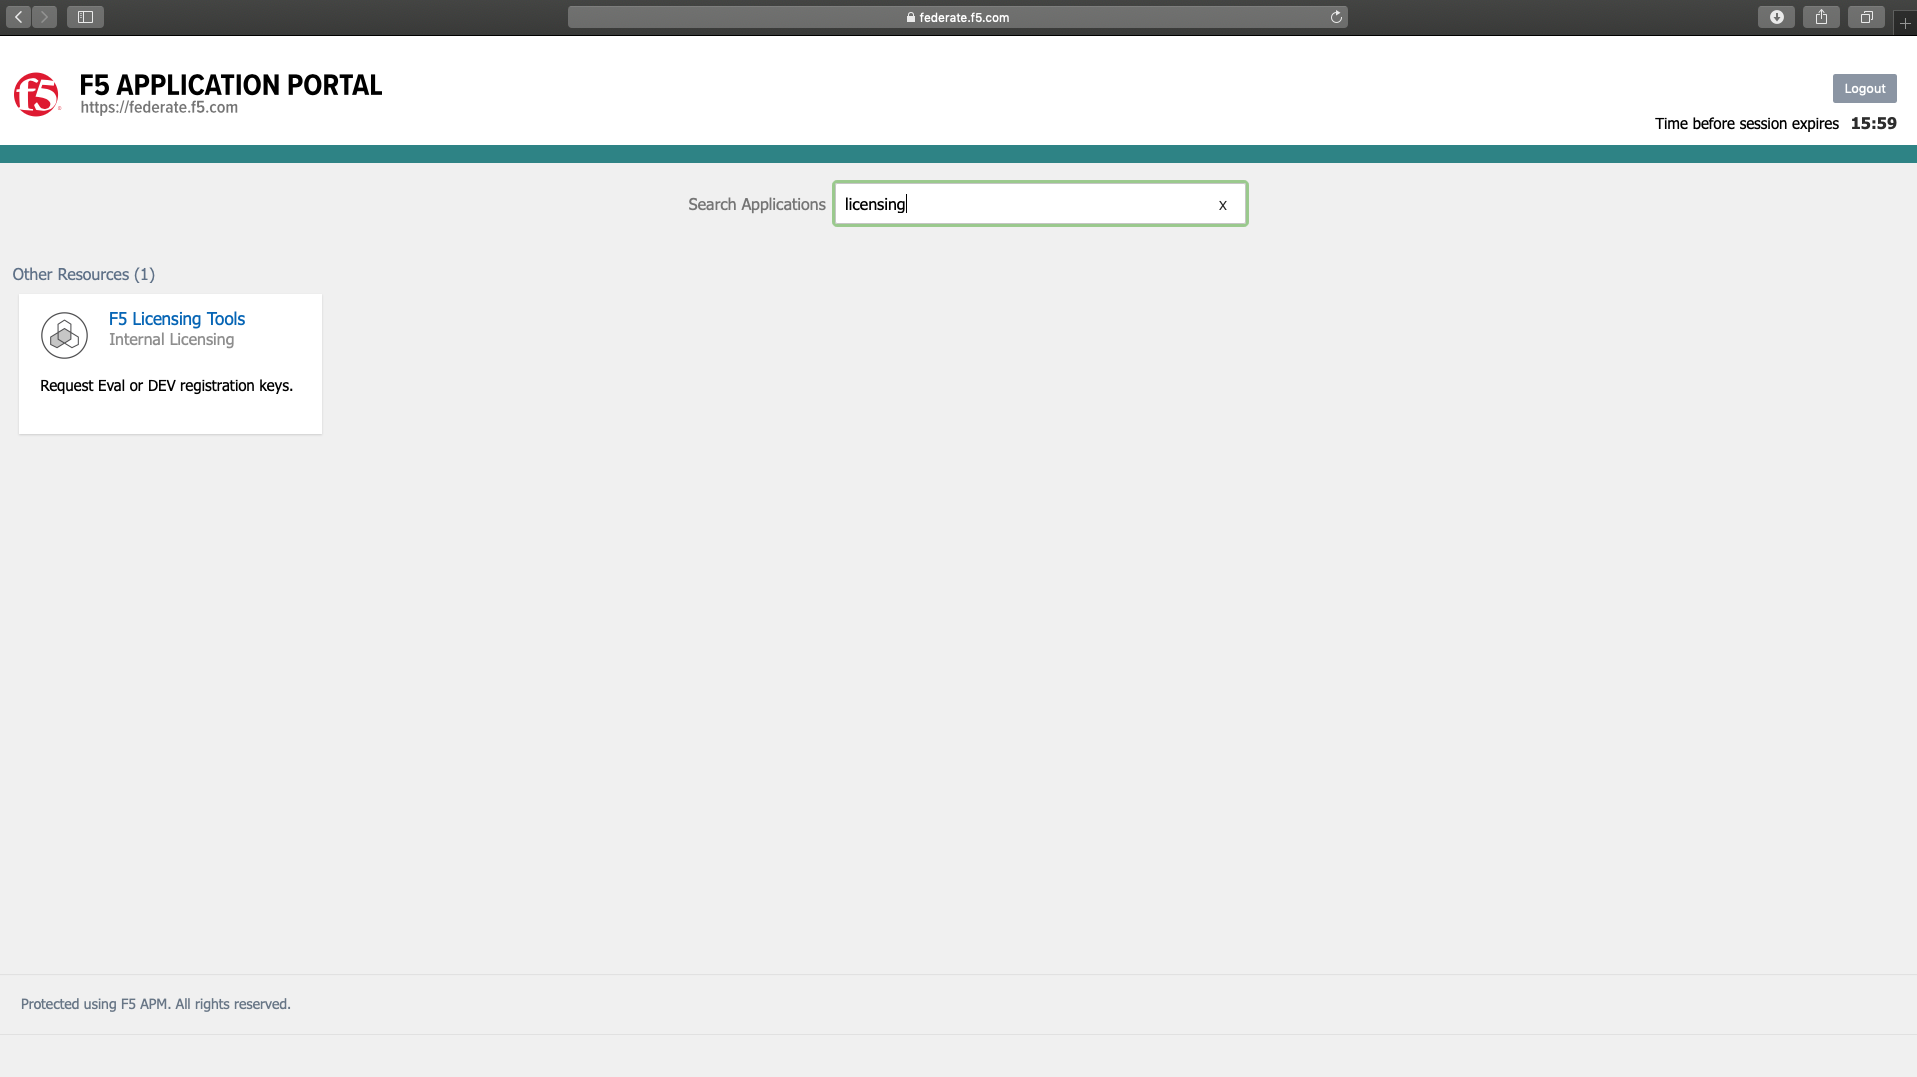 federate.f5.com
f5
F5 APPLICATION PORTAL
https://federate.f5.com
Logout
Time before session expires 15:59
Search Applications licensing x
Other Resources (1)
F5 Licensing Tools
Internal Licensing
Request Eval or DEV registration keys.
Protected using F5 APM. All rights reserved.